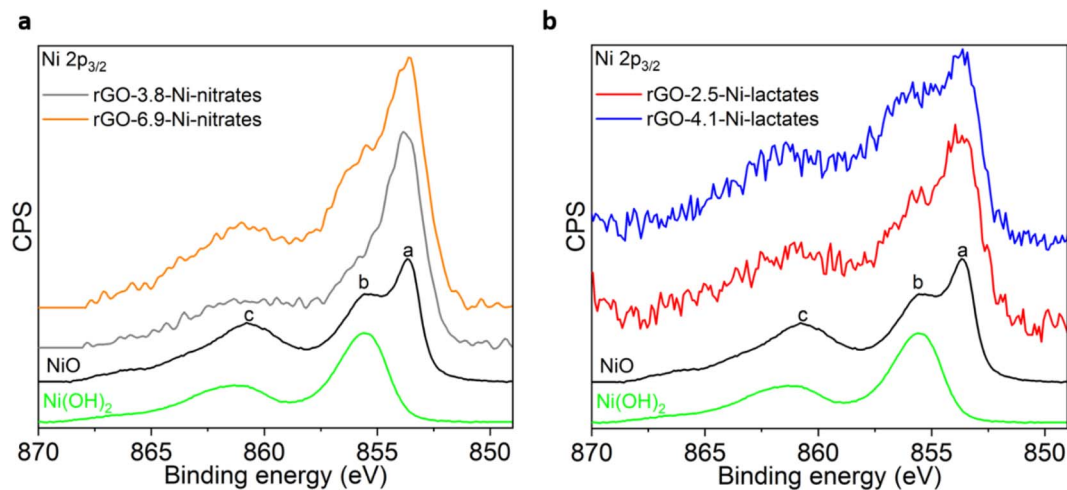 a
Ni 2p3/2
rGO-3.8-Ni-nitrates
rGO-6.9-Ni-nitrates
CPS
a
b
c
NiO
Ni(OH)2
870 865 860 855 850
Binding energy (eV)
b
Ni 2p3/2
rGO-2.5-Ni-lactates
rGO-4.1-Ni-lactates
CPS
a
b
c
NiO
Ni(OH)2
870 865 860 855 850
Binding energy (eV)